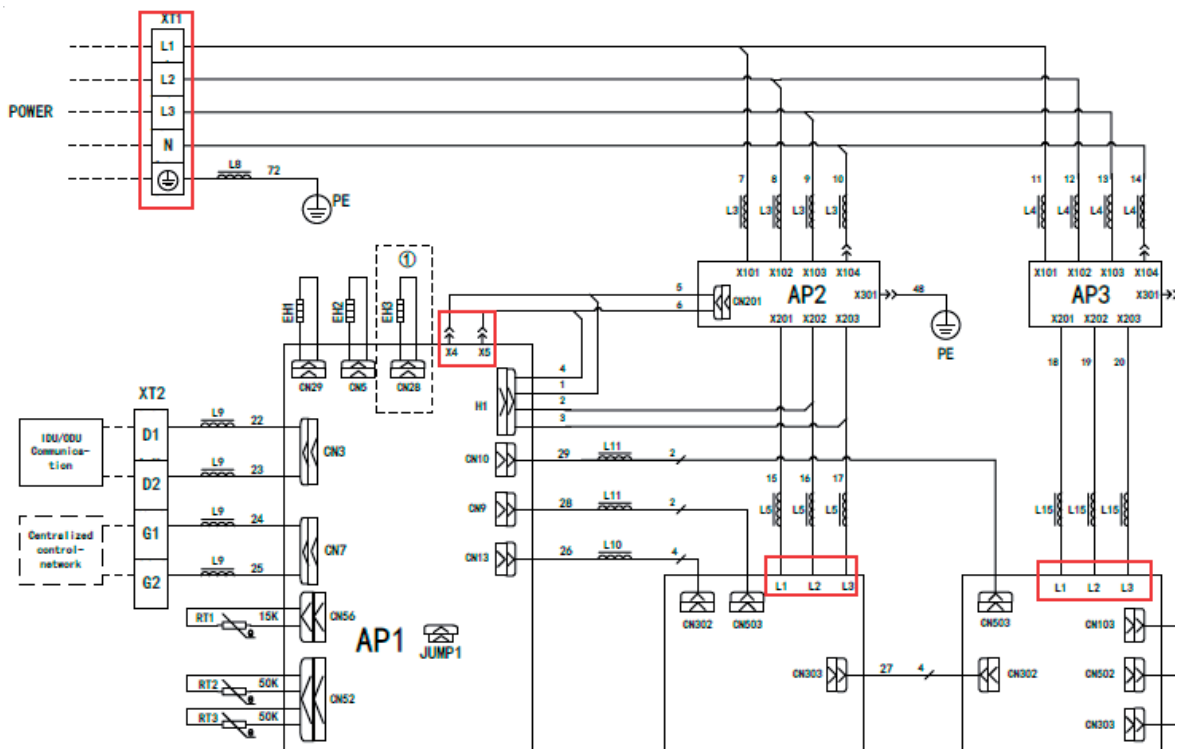 XT1
L1
L2
POWER
L3
N
L8 72
PE
7 8 9 10 11 12 13 14
L3 L3 L3 L3 L4 L4 L4 L4
①
X101 X102 X103 X104
AP2
X301 48
X201 X202 X203
PE
X101 X102 X103 X104
AP3
X301
X201 X202 X203
5
6
CN201
EH1 EH2 EH3
X4 X5
CN29 CN5 CN28
H1
4
1
2
3
18 19 20
XT2
IDU/ODU
Communica-
tion
D1 L9 22
D2 L9 23
CN3
Centralized
control-
network
G1 L9 24
G2 L9 25
CN7
CN10 29 L11 2
CN9 28 L11 2
CN13 26 L10 4
15 16 17
L5 L5 L5
L15 L15 L15
L1 L2 L3
L1 L2 L3
CN302 CN503
CN503
CN103
RT1 15K CN56
AP1
JUMP1
RT2 50K
CN52
RT3 50K
CN303 27 4 CN302
CN502
CN303